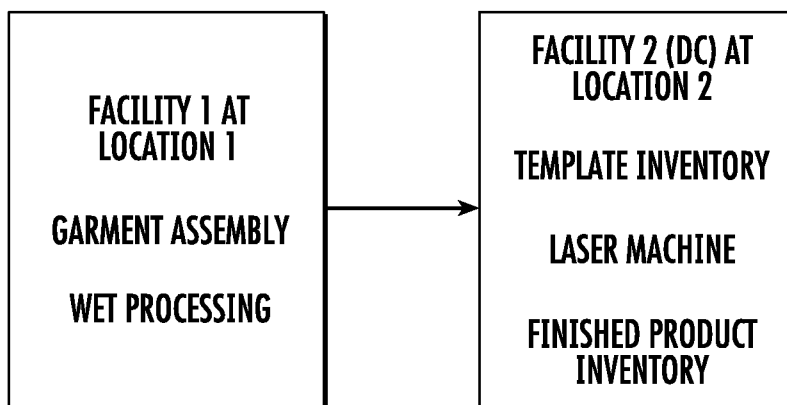 FACILITY 1 AT
LOCATION 1
GARMENT ASSEMBLY
WET PROCESSING
FACILITY 2 (DC) AT
LOCATION 2
TEMPLATE INVENTORY
LASER MACHINE
FINISHED PRODUCT
INVENTORY